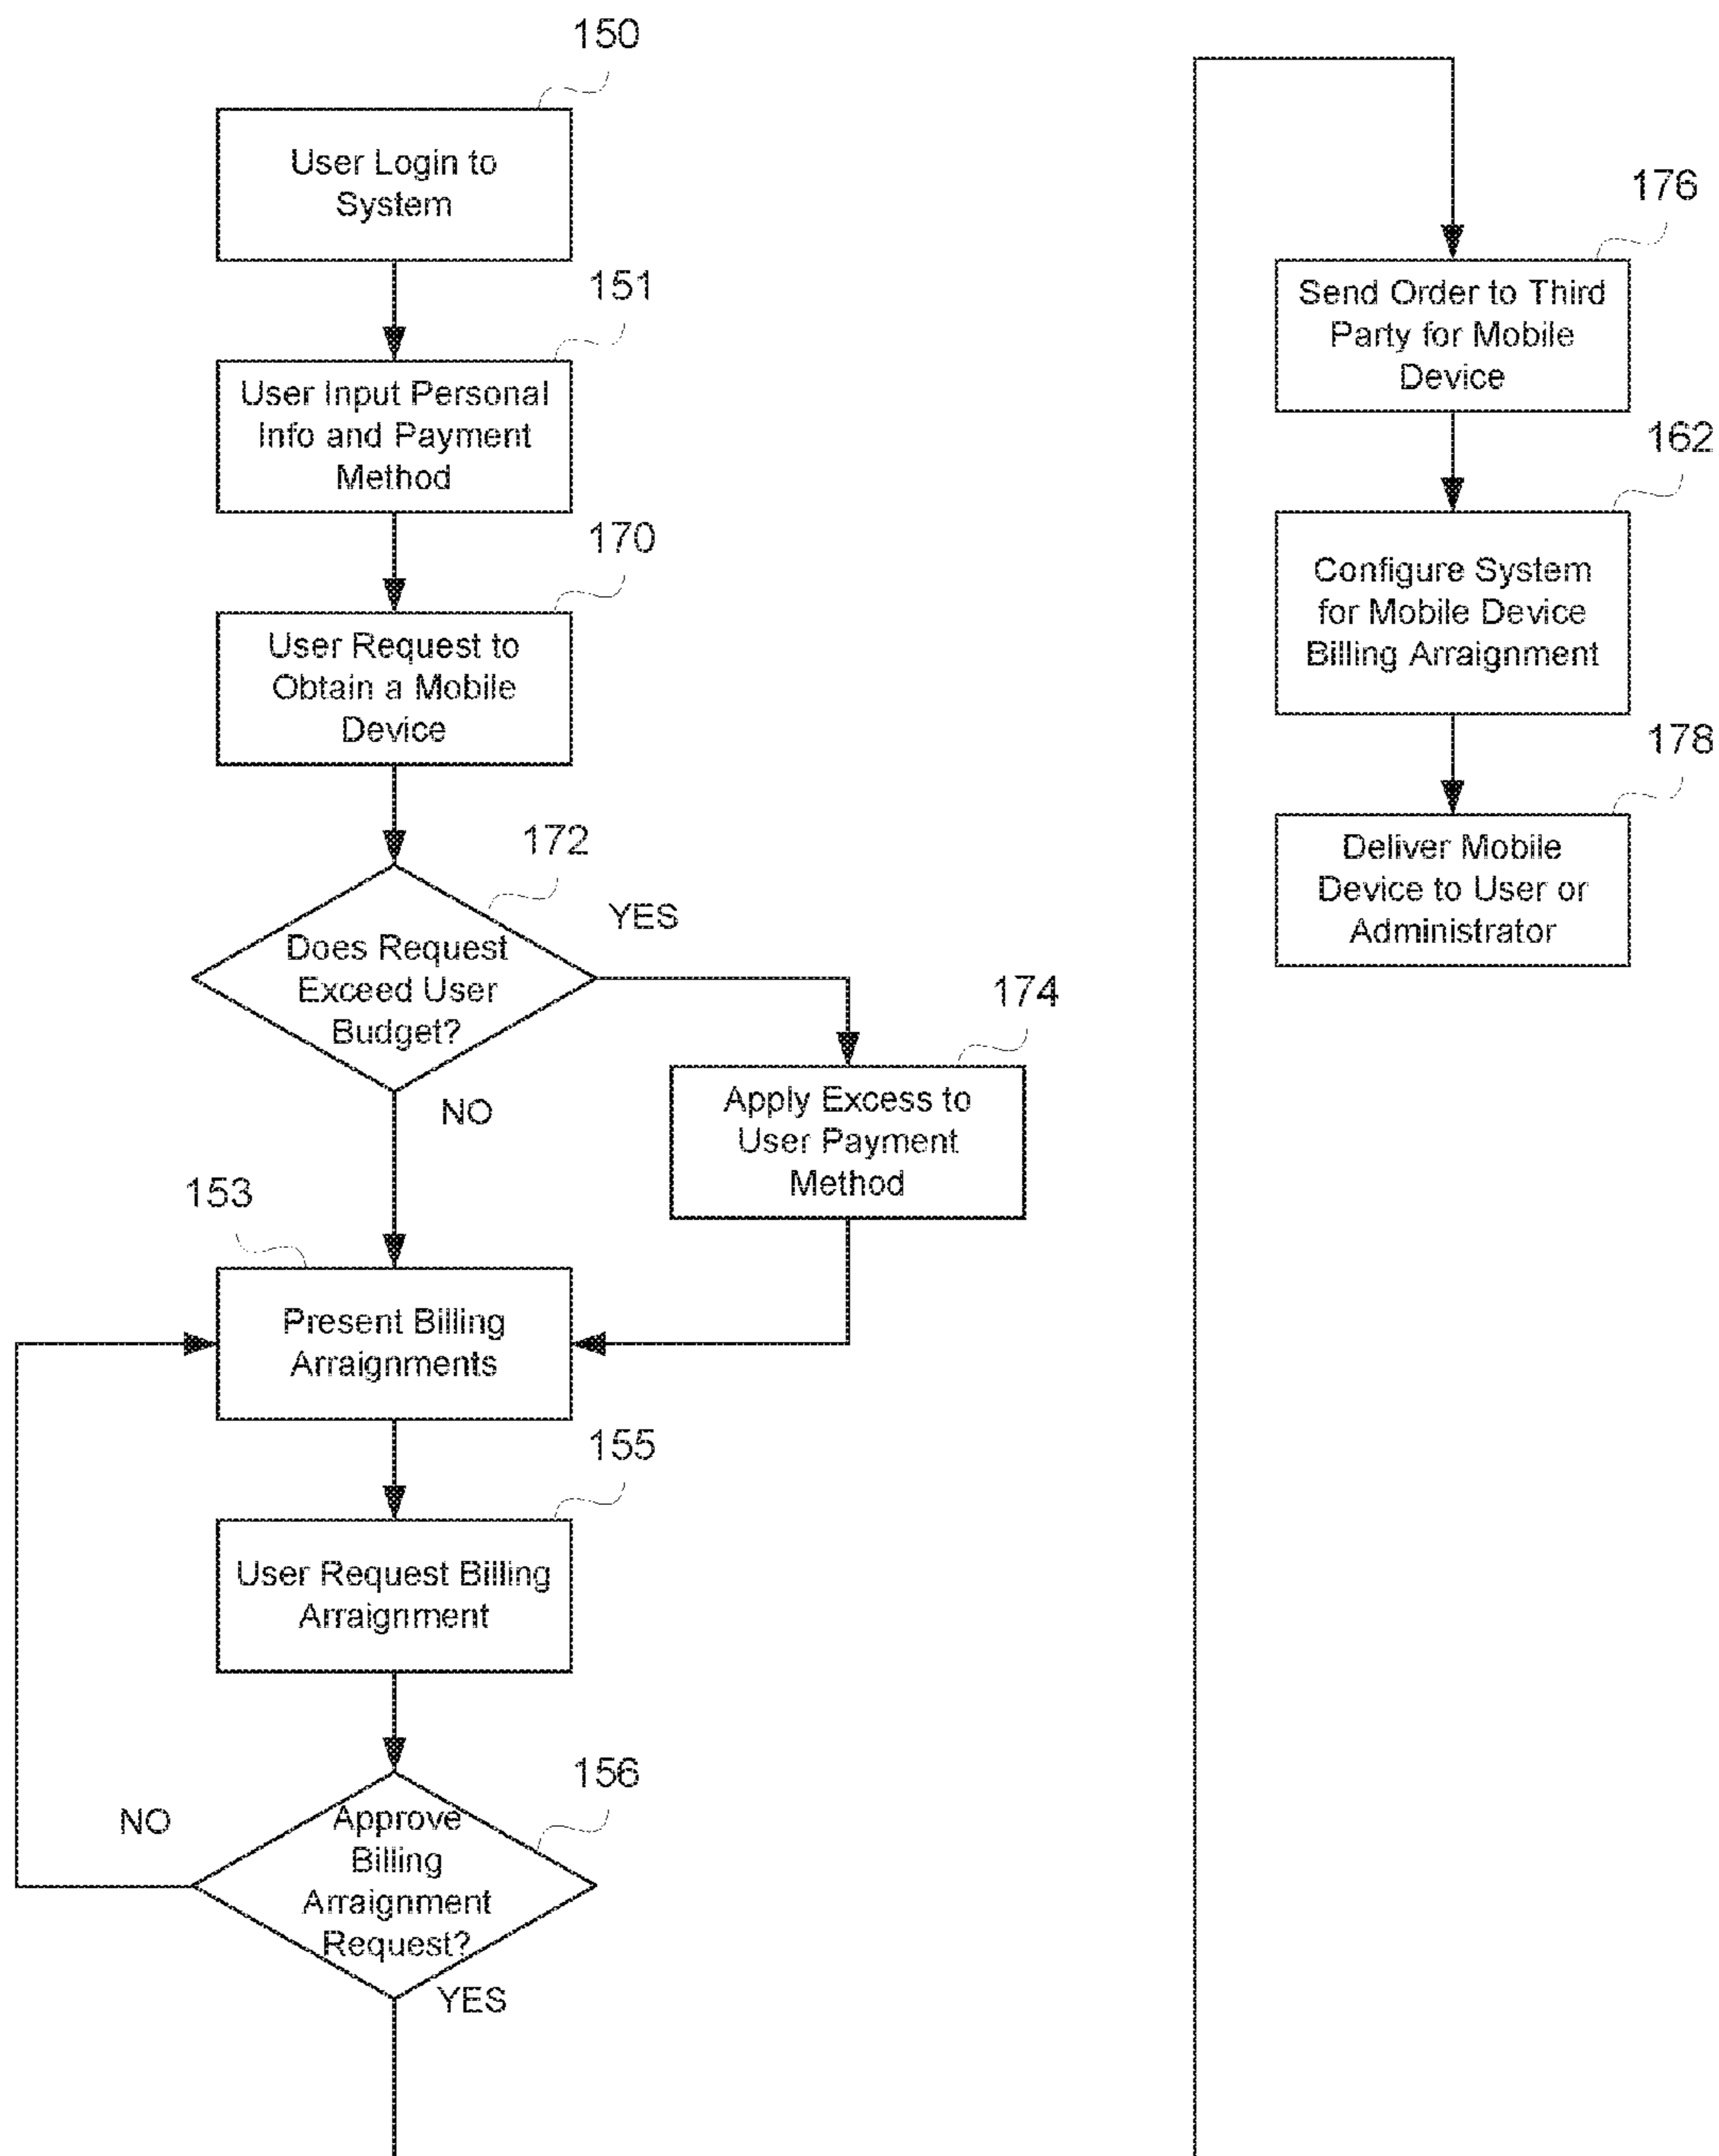 150
User Login to
System
151
User Input Personal
Info and Payment
Method
170
User Request to
Obtain a Mobile
Device
172
Does Request
Exceed User
Budget?
YES
NO
174
Apply Excess to
User Payment
Method
153
Present Billing
Arraignments
155
User Request Billing
Arraignment
156
Approve
Billing
Arraignment
Request?
NO
YES
176
Send Order to Third
Party for Mobile
Device
162
Configure System
for Mobile Device
Billing Arraignment
178
Deliver Mobile
Device to User or
Administrator